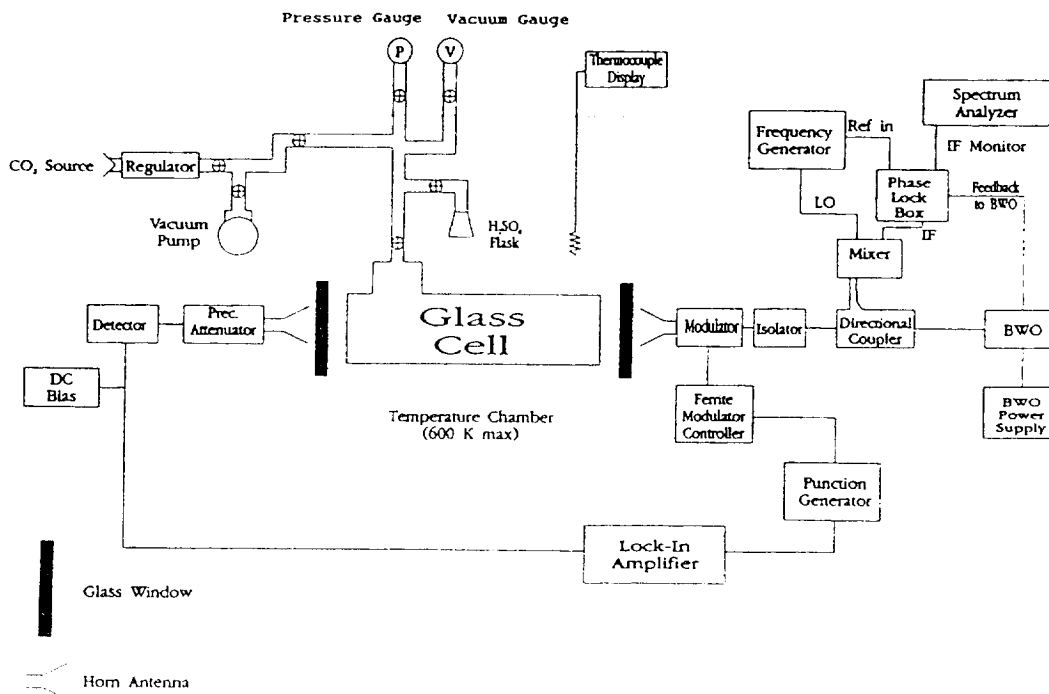 Pressure Gauge
Vacuum Gauge
P
V
Thermocouple
Display
Spectrum
Analyzer
Frequency
Generator
Ref in
IF Monitor
CO₂ Source
Regulator
Phase
Lock
Box
Feedback
to BWO
LO
IF
Vacuum
Pump
H₂SO₄
Flask
Mixer
Detector
Prec.
Attenuator
Glass
Cell
Modulator
Isolator
Directional
Coupler
BWO
DC
Bias
Temperature Chamber
(600 K max)
Ferrite
Modulator
Controller
BWO
Power
Supply
Function
Generator
Lock-In
Amplifier
Glass Window
Horn Antenna